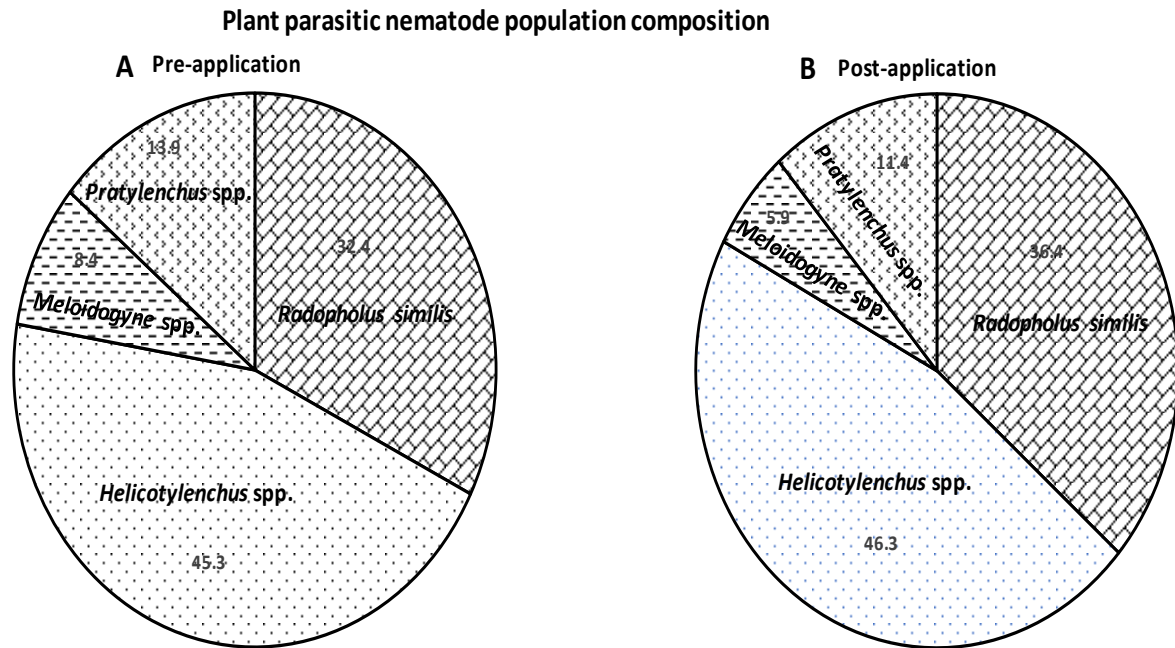 Plant parasitic nematode population composition
A Pre-application
13.9
Pratylenchus spp.
32.4
8.4
Meloidogyne spp.
Radopholus similis
Helicotylenchus spp.
45.3
B Post-application
11.4
Pratylenchus spp.
36.4
5.9
Meloidogyne spp.
Radopholus similis
Helicotylenchus spp.
46.3